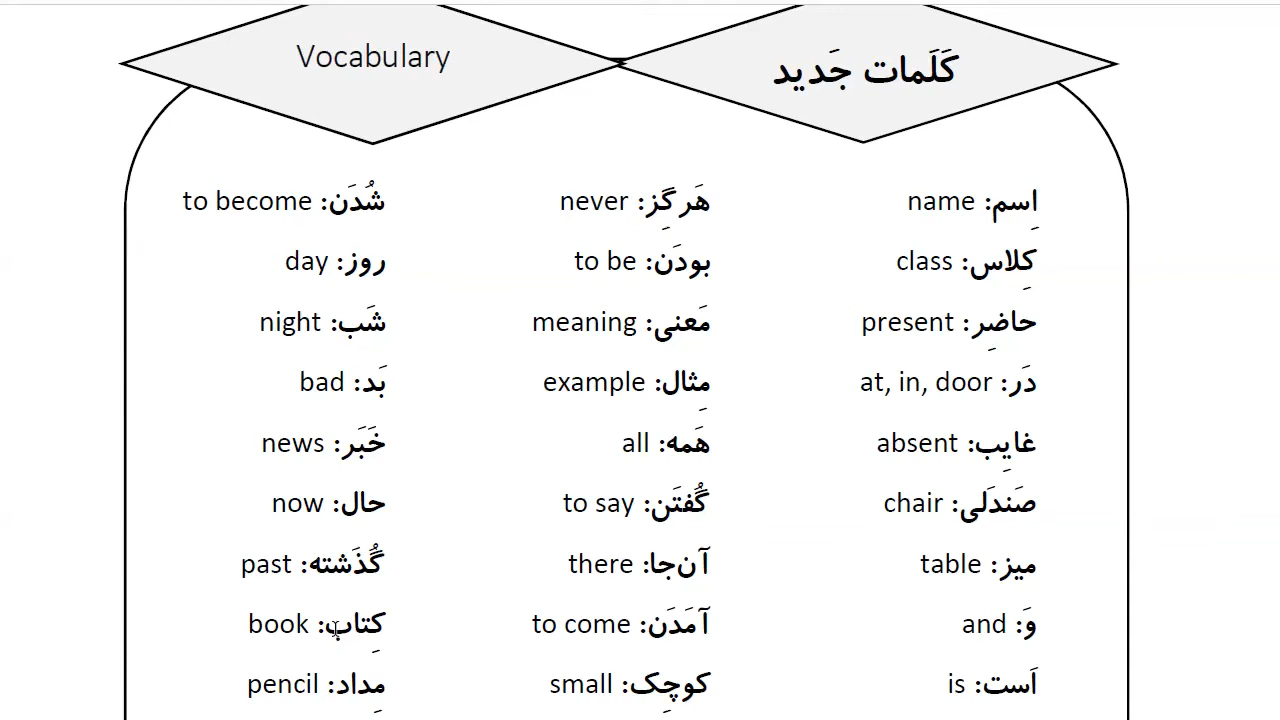 Vocabulary
کَلَمات جَدید
اِسم: name
هَرگِز: never
شُدَن: to become
کِلاس: class
بودَن: to be
روز: day
حاضِر: present
مَعنی: meaning
شَب: night
دَر: at, in, door
مِثال: example
بَد: bad
غایِب: absent
هَمه: all
خَبَر: news
صَندَلی: chair
گُفتَن: to say
حال: now
میز: table
آن‌جا: there
گُذَشته: past
وَ: and
آمَدَن: to come
کِتاب: book
اَست: is
کوچِک: small
مِداد: pencil